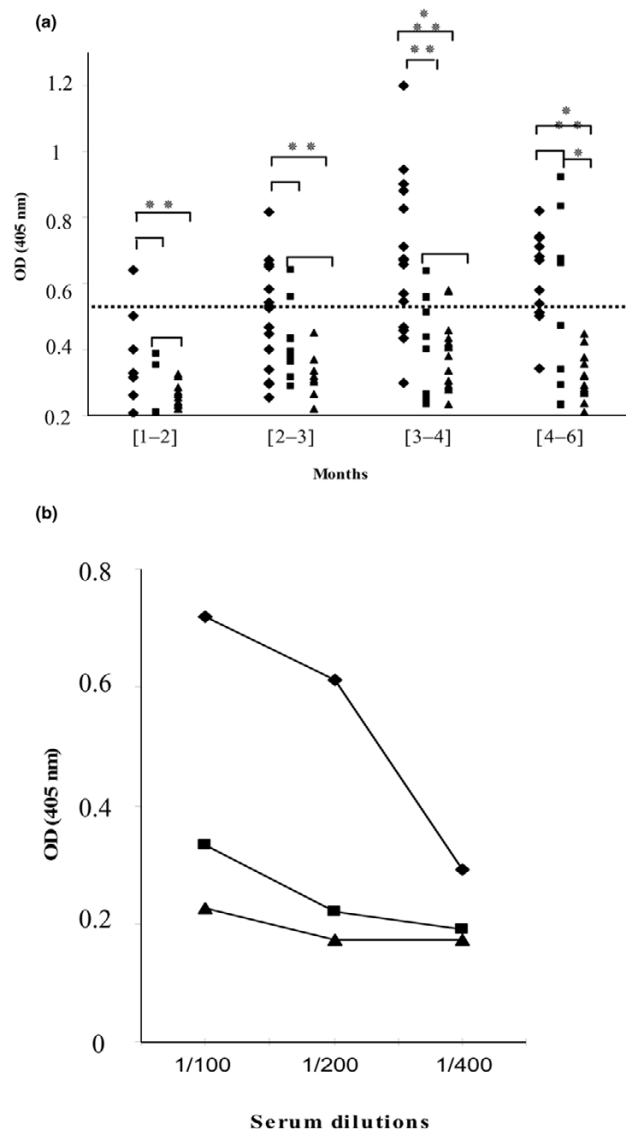 (a)
*
* *
* *
*
* *
*
* *
* *
1.2
1
0.8
0.6
0.4
0.2
OD (405 nm)
[1–2] [2–3] [3–4] [4–6]
Months
(b)
0.8
0.6
0.4
0.2
0
OD (405 nm)
1/100 1/200 1/400
Serum dilutions